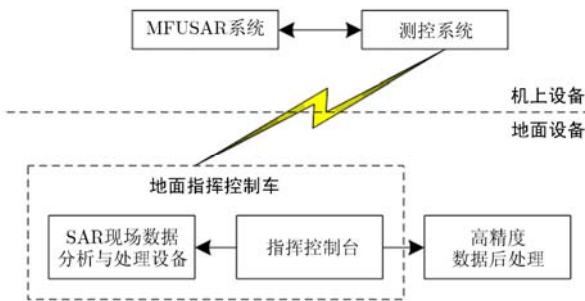 MFUSAR系统
测控系统
机上设备
地面设备
地面指挥控制车
SAR现场数据
分析与处理设备
指挥控制台
高精度
数据后处理